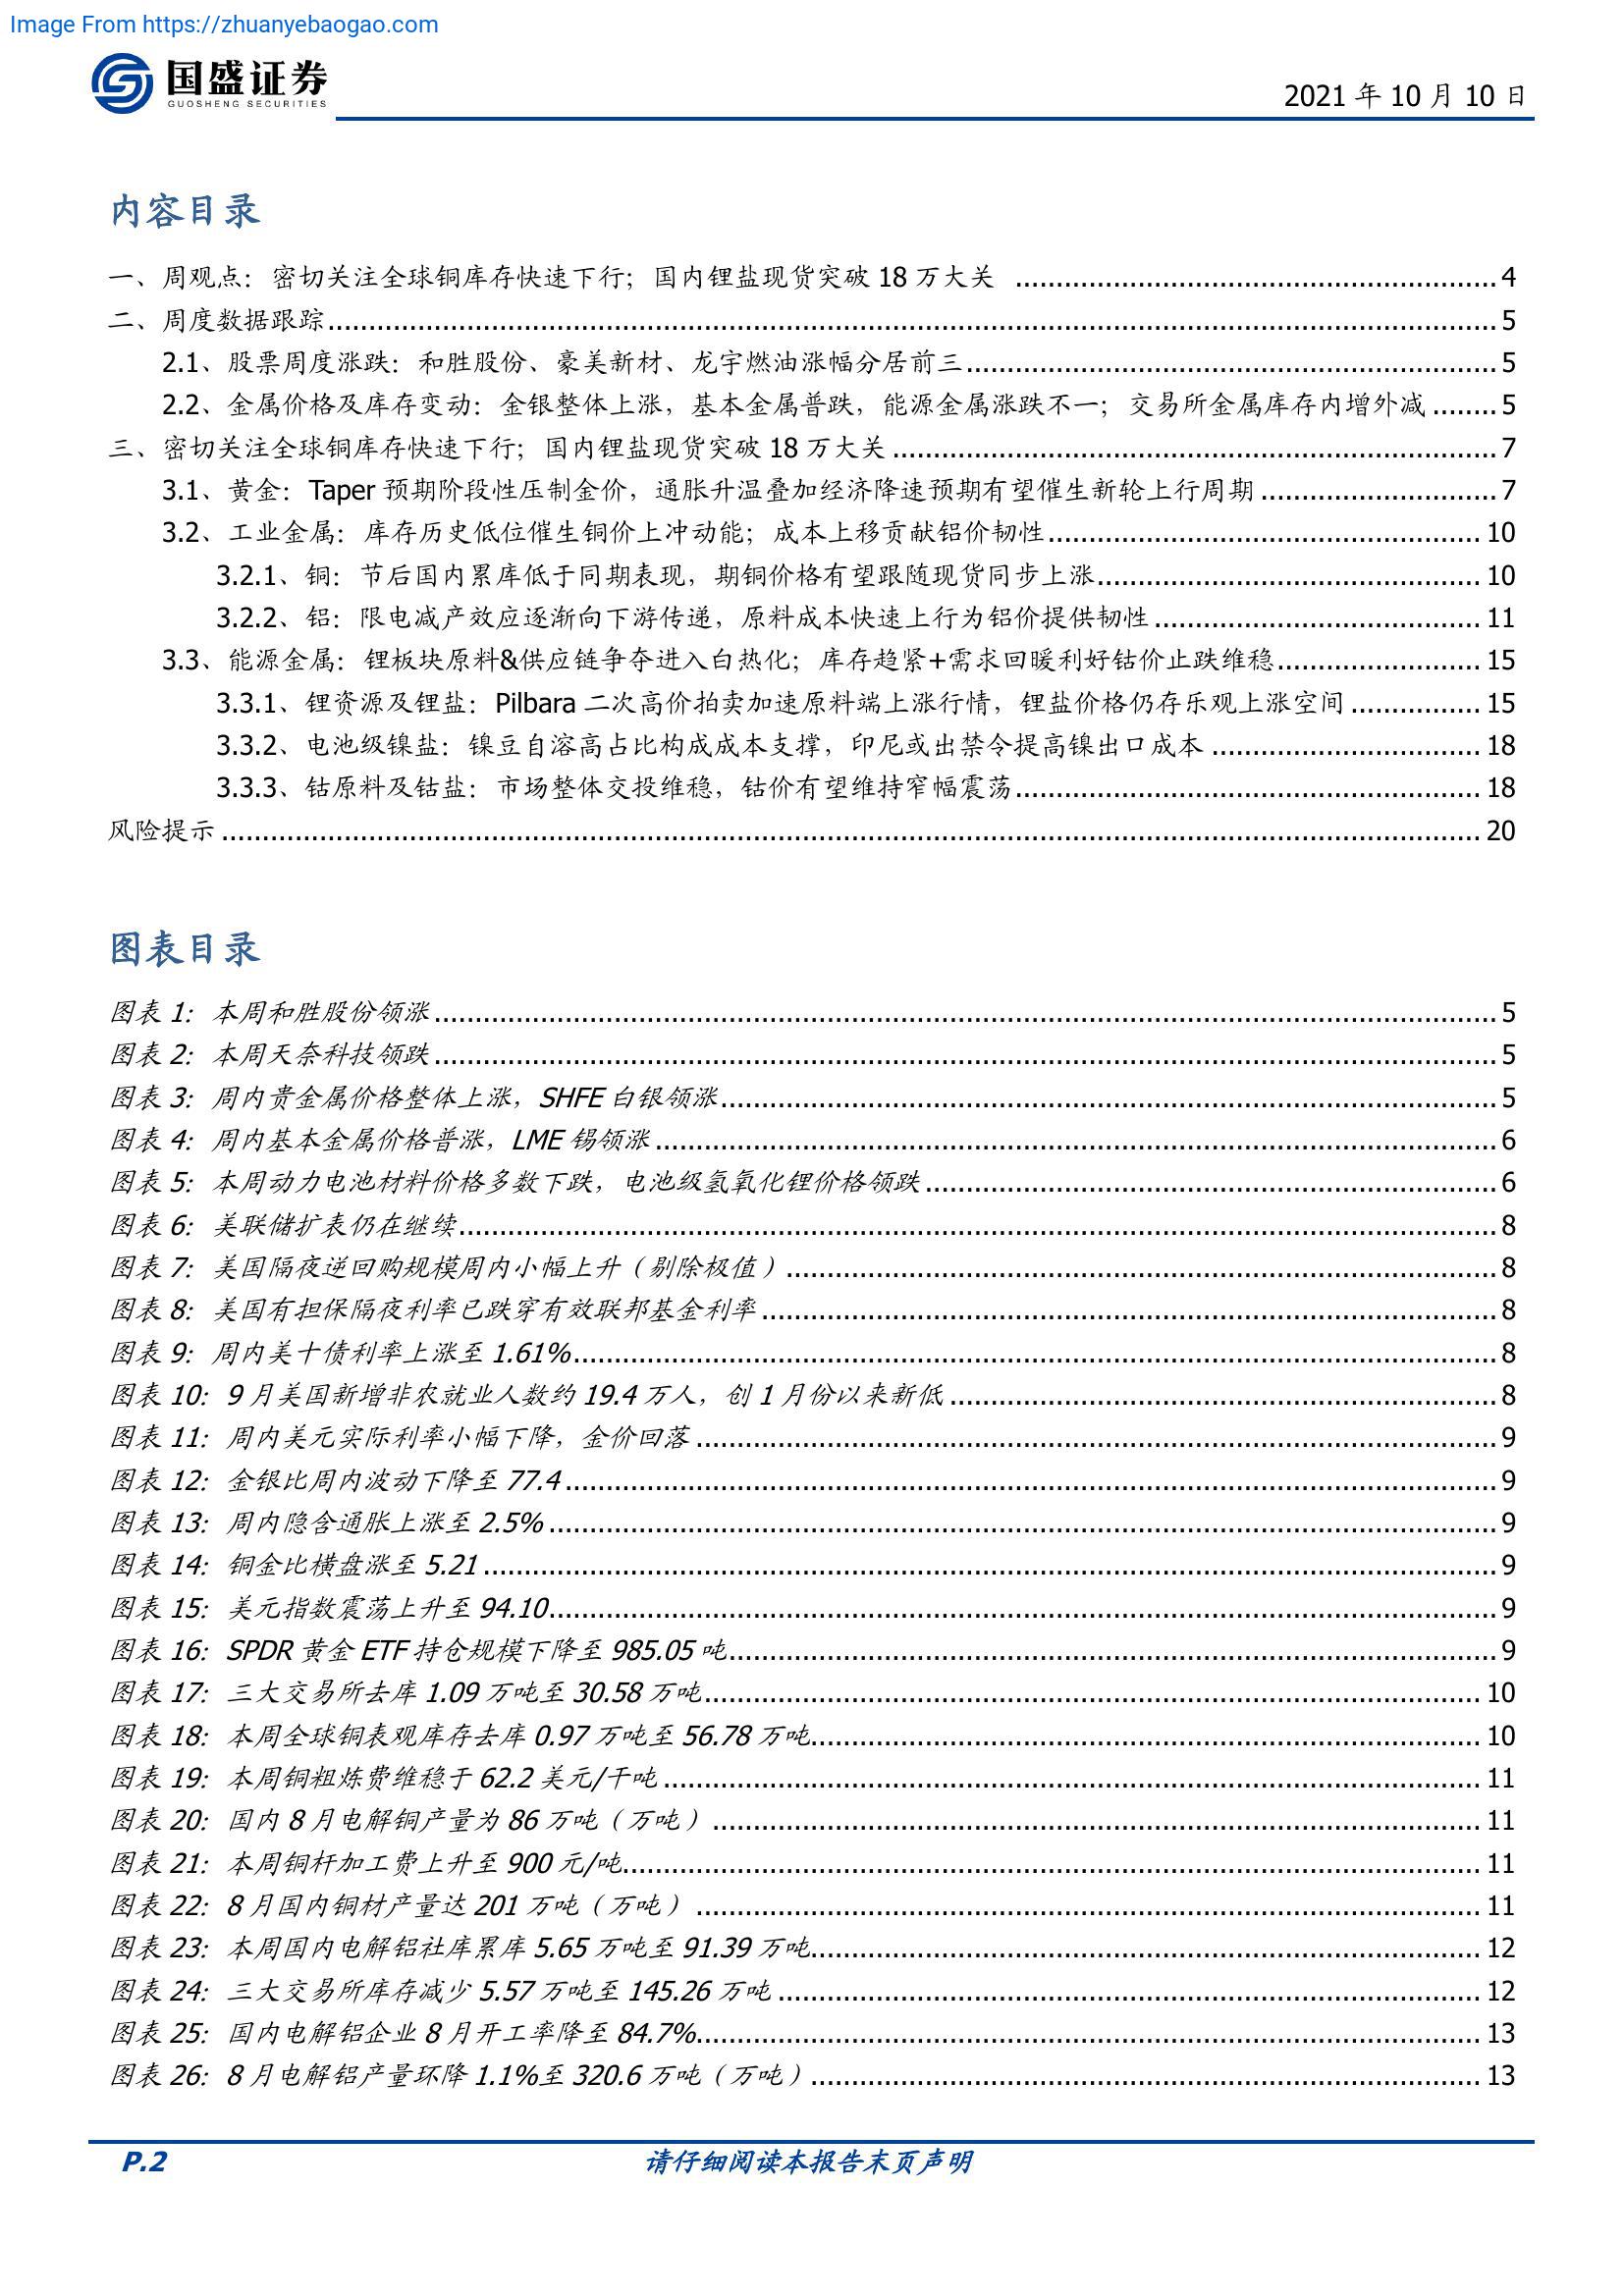 Image From https://zhuanyebaogao.com
国盛证券
GUOSHENG SECURITIES
2021 年 10 月 10 日
内容目录
一、周观点：密切关注全球铜库存快速下行；国内锂盐现货突破 18 万大关 ........ 4
二、周度数据跟踪 ........ 5
2.1、股票周度涨跌：和胜股份、豪美新材、龙宇燃油涨幅分居前三 ........ 5
2.2、金属价格及库存变动：金银整体上涨，基本金属普跌，能源金属涨跌不一；交易所金属库存内增外减 ........ 5
三、密切关注全球铜库存快速下行；国内锂盐现货突破 18 万大关 ........ 7
3.1、黄金：Taper 预期阶段性压制金价，通胀升温叠加经济降速预期有望催生新轮上行周期 ........ 7
3.2、工业金属：库存历史低位催生铜价上冲动能；成本上移贡献铝价韧性 ........ 10
3.2.1、铜：节后国内累库低于同期表现，期铜价格有望跟随现货同步上涨 ........ 10
3.2.2、铝：限电减产效应逐渐向下游传递，原料成本快速上行为铝价提供韧性 ........ 11
3.3、能源金属：锂板块原料&供应链争夺进入白热化；库存趋紧+需求回暖利好钴价止跌维稳 ........ 15
3.3.1、锂资源及锂盐：Pilbara 二次高价拍卖加速原料端上涨行情，锂盐价格仍存乐观上涨空间 ........ 15
3.3.2、电池级镍盐：镍豆自溶高占比构成成本支撑，印尼或出禁令提高镍出口成本 ........ 18
3.3.3、钴原料及钴盐：市场整体交投维稳，钴价有望维持窄幅震荡 ........ 18
风险提示 ........ 20
图表目录
图表 1：本周和胜股份领涨 ........ 5
图表 2：本周天奈科技领跌 ........ 5
图表 3：周内贵金属价格整体上涨，SHFE 白银领涨 ........ 5
图表 4：周内基本金属价格普涨，LME 锡领涨 ........ 6
图表 5：本周动力电池材料价格多数下跌，电池级氢氧化锂价格领跌 ........ 6
图表 6：美联储扩表仍在继续 ........ 8
图表 7：美国隔夜逆回购规模周内小幅上升（剔除极值） ........ 8
图表 8：美国有担保隔夜利率已跌穿有效联邦基金利率 ........ 8
图表 9：周内美十债利率上涨至 1.61% ........ 8
图表 10：9 月美国新增非农就业人数约 19.4 万人，创 1 月份以来新低 ........ 8
图表 11：周内美元实际利率小幅下降，金价回落 ........ 9
图表 12：金银比周内波动下降至 77.4 ........ 9
图表 13：周内隐含通胀上涨至 2.5% ........ 9
图表 14：铜金比横盘涨至 5.21 ........ 9
图表 15：美元指数震荡上升至 94.10 ........ 9
图表 16：SPDR 黄金 ETF 持仓规模下降至 985.05 吨 ........ 9
图表 17：三大交易所去库 1.09 万吨至 30.58 万吨 ........ 10
图表 18：本周全球铜表观库存去库 0.97 万吨至 56.78 万吨 ........ 10
图表 19：本周铜粗炼费维稳于 62.2 美元/干吨 ........ 11
图表 20：国内 8 月电解铜产量为 86 万吨（万吨） ........ 11
图表 21：本周铜杆加工费上升至 900 元/吨 ........ 11
图表 22：8 月国内铜材产量达 201 万吨（万吨） ........ 11
图表 23：本周国内电解铝社库累库 5.65 万吨至 91.39 万吨 ........ 12
图表 24：三大交易所库存减少 5.57 万吨至 145.26 万吨 ........ 12
图表 25：国内电解铝企业 8 月开工率降至 84.7% ........ 13
图表 26：8 月电解铝产量环降 1.1%至 320.6 万吨（万吨） ........ 13
P.2
请仔细阅读本报告末页声明